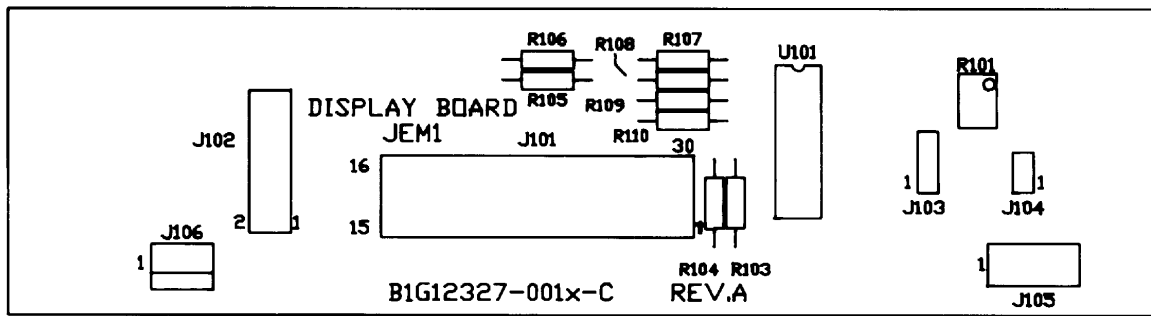 R106
R108
R107
U101
R101
R105
R109
DISPLAY BOARD
JEM1
R110
J102
J101
30
16
1
1
J103
J104
2
1
15
1
J106
1
1
R104
R103
J105
B1G12327-001x-C
REV.A